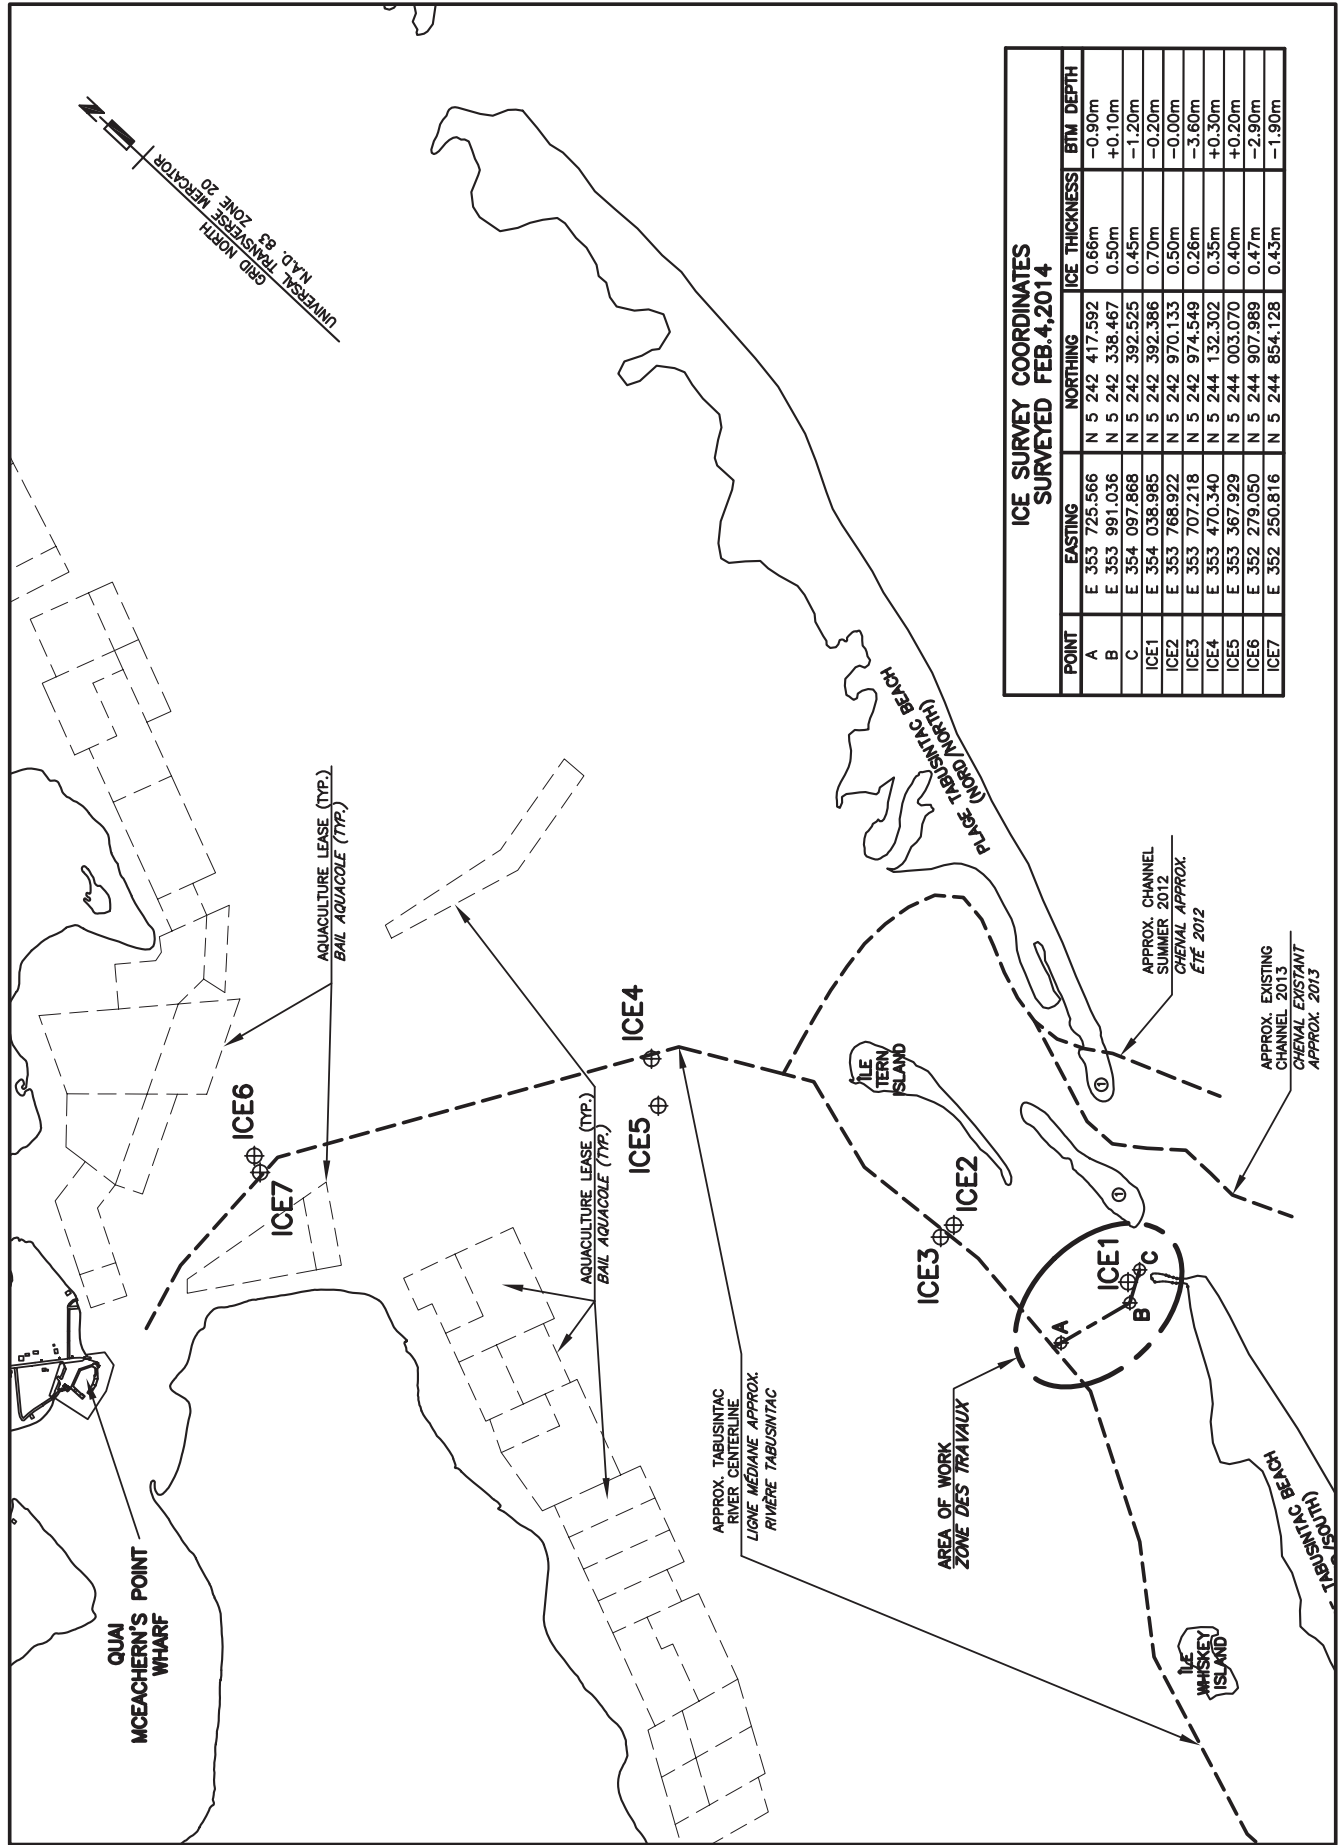 GRID NORTH
UNIVERSAL TRANSVERSE MERCATOR
N.A.D. 83 ZONE 20
N
QUAI
MCEACHERN'S POINT
WHARF
AQUACULTURE LEASE (TYP.)
BAIL AQUACOLE (TYP.)
ICE6
ICE7
ICE4
ICE5
AQUACULTURE LEASE (TYP.)
BAIL AQUACOLE (TYP.)
APPROX. TABUSINTAC
RIVER CENTERLINE
LIGNE MÉDIANE APPROX.
RIVIÈRE TABUSINTAC
ÎLE
TERN
ISLAND
PLAGE TABUSINTAC BEACH
(NORD/NORTH)
ICE2
ICE3
AREA OF WORK
ZONE DES TRAVAUX
ICE1
A
B
C
1
1
APPROX. CHANNEL
SUMMER 2012
CHENAL APPROX.
ÉTÉ 2012
APPROX. EXISTING
CHANNEL 2013
CHENAL EXISTANT
APPROX. 2013
ÎLE
WHISKEY
ISLAND
TABUSINTAC BEACH
/SOUTH)
ICE SURVEY COORDINATES
SURVEYED FEB.4,2014
POINT EASTING NORTHING ICE THICKNESS BTM DEPTH
A E 353 725.566 N 5 242 417.592 0.66m -0.90m
B E 353 991.036 N 5 242 338.467 0.50m +0.10m
C E 354 097.868 N 5 242 392.525 0.45m -1.20m
ICE1 E 354 038.985 N 5 242 392.386 0.70m -0.20m
ICE2 E 353 768.922 N 5 242 970.133 0.50m -0.00m
ICE3 E 353 707.218 N 5 242 974.549 0.26m -3.60m
ICE4 E 353 470.340 N 5 244 132.302 0.35m +0.30m
ICE5 E 353 367.929 N 5 244 003.070 0.40m +0.20m
ICE6 E 352 279.050 N 5 244 907.989 0.47m -2.90m
ICE7 E 352 250.816 N 5 244 854.128 0.43m -1.90m